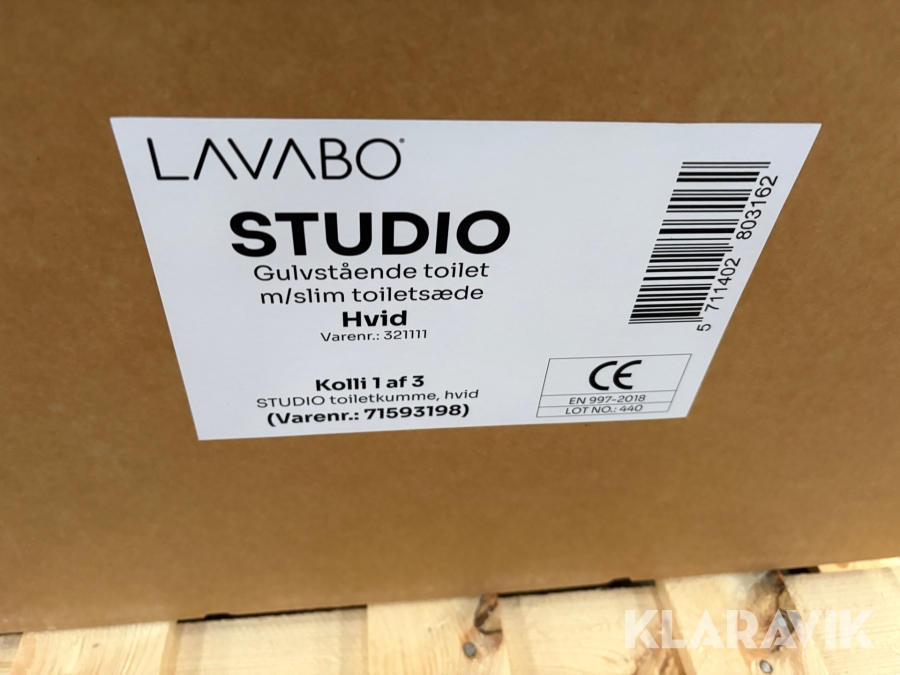 LAVABO®
STUDIO
Gulvstående toilet
m/slim toiletsæde
Hvid
Varenr.: 321111
Kolli 1 af 3
STUDIO toiletkumme, hvid
(Varenr.: 71593198)
5 711402 803162
CE
EN 997-2018
LOT NO.: 440
KLARAVIK